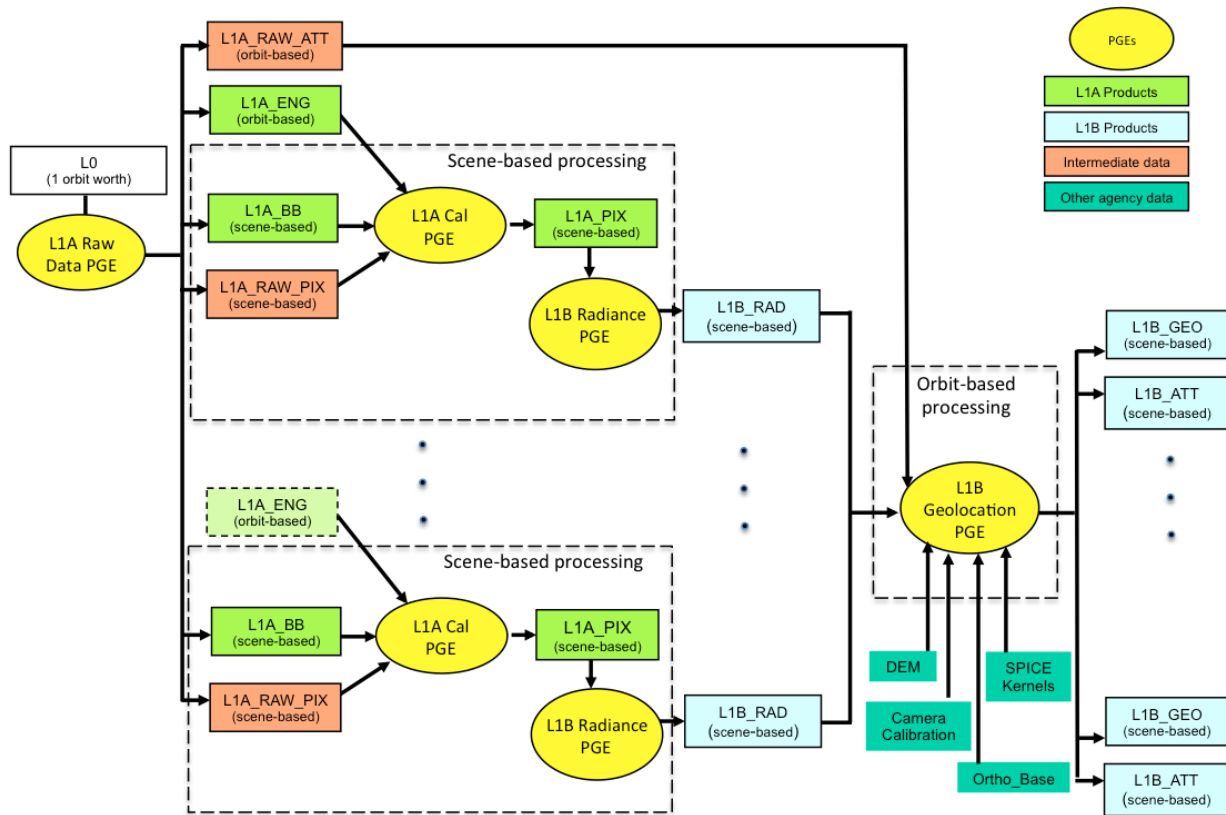 L1A_RAW_ATT
(orbit-based)
PGEs
L1A_ENG
(orbit-based)
L1A Products
L1B Products
Intermediate data
Other agency data
L0
(1 orbit worth)
L1A Raw
Data PGE
Scene-based processing
L1A_BB
(scene-based)
L1A_RAW_PIX
(scene-based)
L1A Cal
PGE
L1A_PIX
(scene-based)
L1B Radiance
PGE
L1B_RAD
(scene-based)
L1A_ENG
(orbit-based)
Scene-based processing
L1A_BB
(scene-based)
L1A_RAW_PIX
(scene-based)
L1A Cal
PGE
L1A_PIX
(scene-based)
L1B Radiance
PGE
L1B_RAD
(scene-based)
Orbit-based
processing
L1B
Geolocation
PGE
DEM
SPICE
Kernels
Camera
Calibration
Ortho_Base
L1B_GEO
(scene-based)
L1B_ATT
(scene-based)
L1B_GEO
(scene-based)
L1B_ATT
(scene-based)